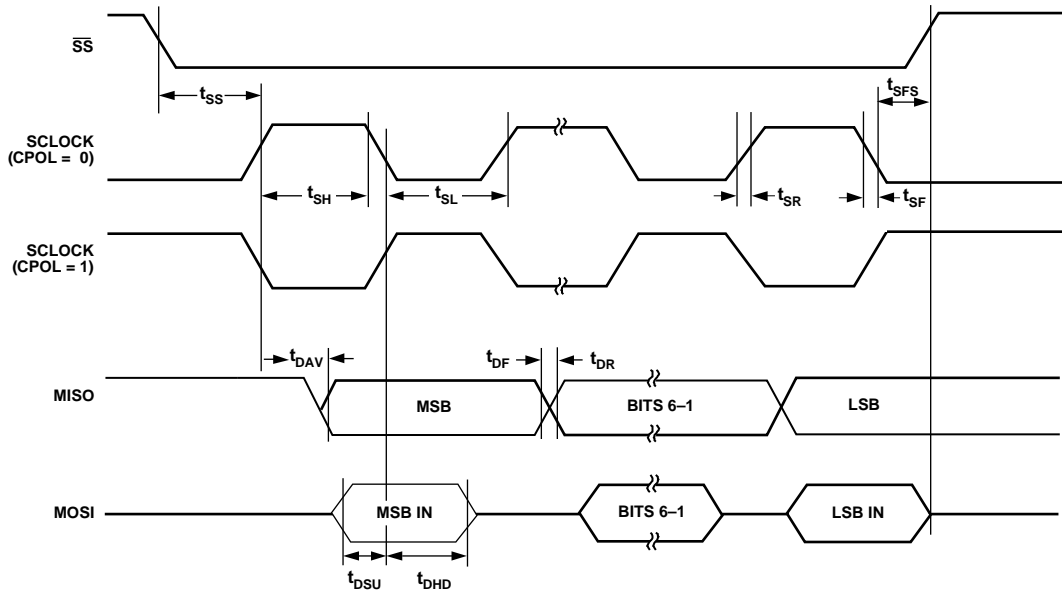 SS
tSS
tSFS
SCLOCK
(CPOL = 0)
tSH
tSL
tSR
tSF
SCLOCK
(CPOL = 1)
tDAV
tDF
tDR
MISO
MSB
BITS 6–1
LSB
MOSI
MSB IN
BITS 6–1
LSB IN
tDSU
tDHD